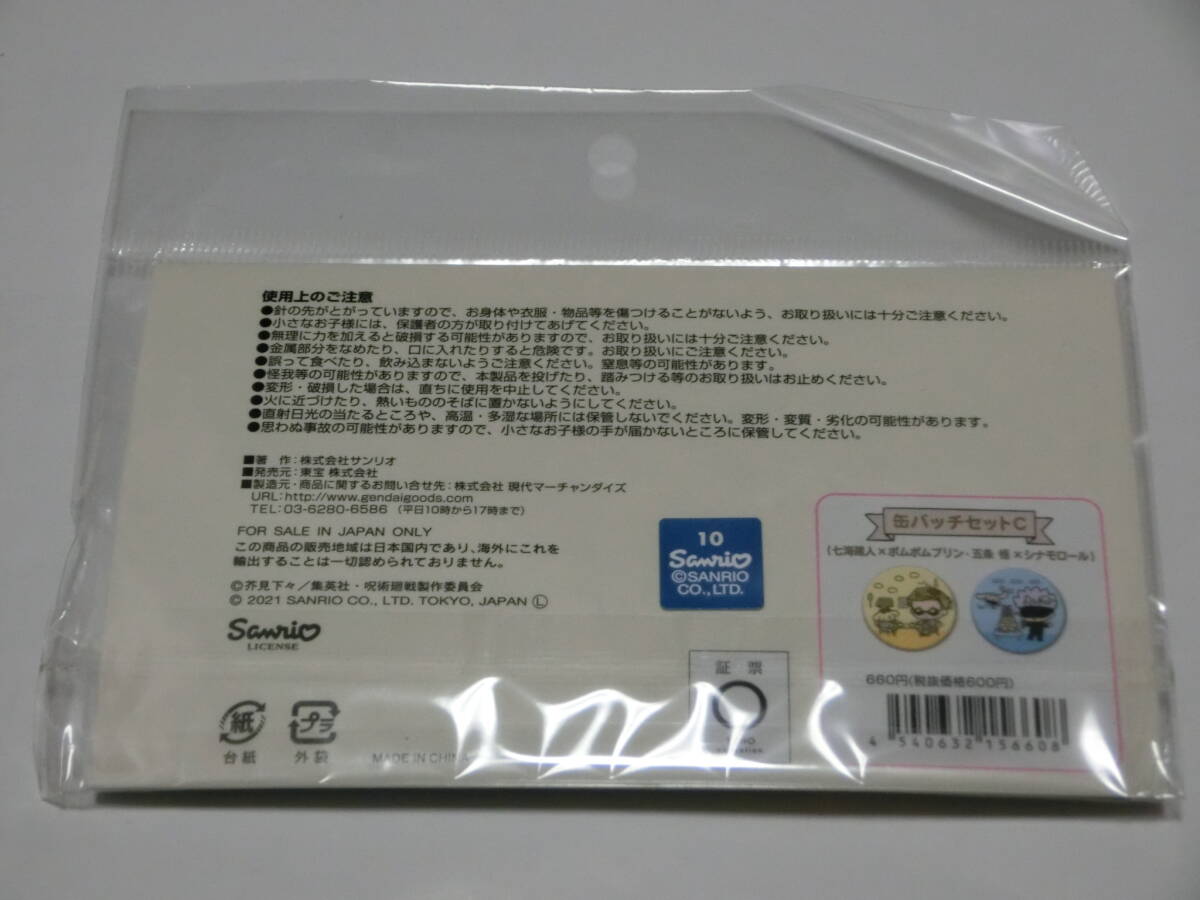 使用上のご注意
●針の先がとがっていますので、お身体や衣服・物品等を傷つけることがないよう、お取り扱いには十分ご注意ください。
●小さなお子様には、保護者の方が取り付けてあげてください。
●無理に力を加えると破損する可能性がありますので、お取り扱いには十分ご注意ください。
●金属部分をなめたり、口に入れたりすると危険です。お取り扱いにご注意ください。
●誤って食べたり、飲み込まないようご注意ください。窒息等の可能性があります。
●怪我等の可能性がありますので、本製品を投げたり、踏みつける等のお取り扱いはお止めください。
●変形・破損した場合は、直ちに使用を中止してください。
●火に近づけたり、熱いもののそばに置かないようにしてください。
●直射日光の当たるところや、高温・多湿な場所には保管しないでください。変形・変質・劣化の可能性があります。
●思わぬ事故の可能性がありますので、小さなお子様の手が届かないところに保管してください。
■著 作:株式会社サンリオ
■発売元:東宝 株式会社
■製造元・商品に関するお問い合せ先:株式会社 現代マーチャンダイズ
URL:http://www.gendaigoods.com
TEL:03-6280-6586 (平日10時から17時まで)
FOR SALE IN JAPAN ONLY
この商品の販売地域は日本国内であり、海外にこれを
輸出することは一切認められておりません。
©芥見下々/集英社・呪術廻戦製作委員会
© 2021 SANRIO CO., LTD. TOKYO, JAPAN Ⓛ
Sanrio
LICENSE
10
Sanrio
©SANRIO
CO.,LTD.
缶バッチセットC
(七海建人×ポムポムプリン・五条 悟×シナモロール)
660円(税抜価格600円)
4 540632 156608
証 票
紙
台紙
プラ
外袋
MADE IN CHINA